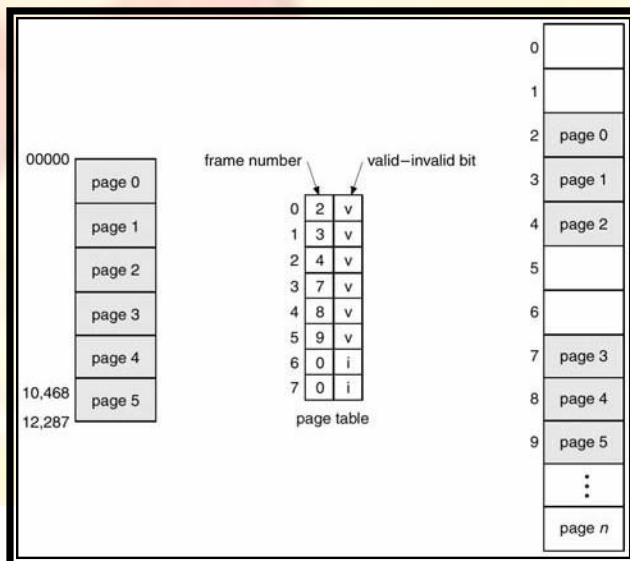 00000
page 0
page 1
page 2
page 3
page 4
10,468
page 5
12,287
frame number
valid–invalid bit
0 2 v
1 3 v
2 4 v
3 7 v
4 8 v
5 9 v
6 0 i
7 0 i
page table
0
1
2 page 0
3 page 1
4 page 2
5
6
7 page 3
8 page 4
9 page 5
⋮
page n